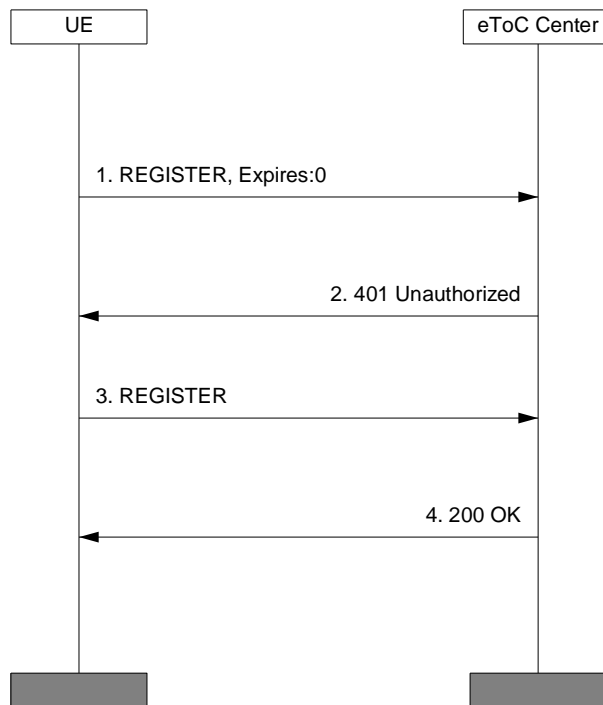 UE
eToC Center
1. REGISTER, Expires:0
2. 401 Unauthorized
3. REGISTER
4. 200 OK